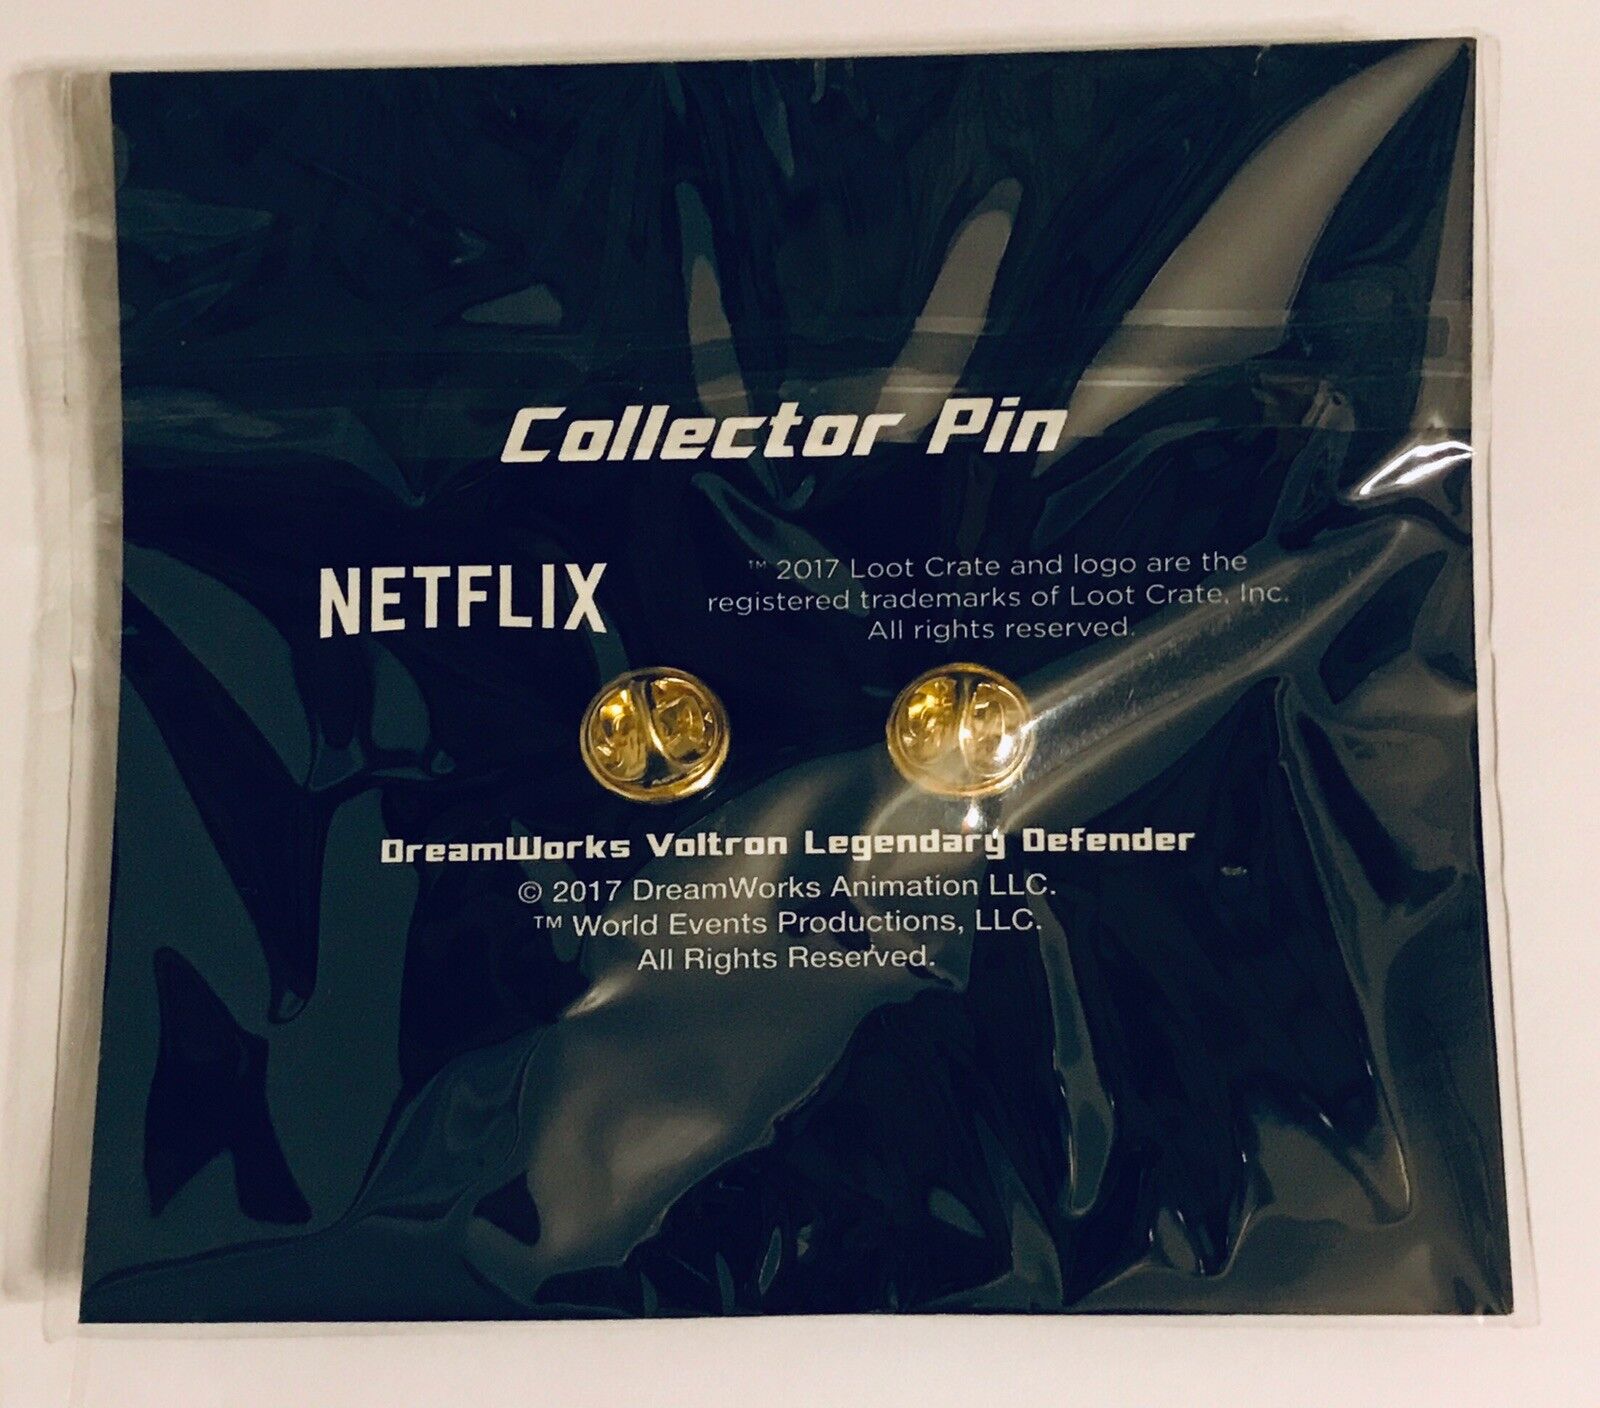 Collector Pin
NETFLIX
™ 2017 Loot Crate and logo are the
registered trademarks of Loot Crate, Inc.
All rights reserved.
DreamWorks Voltron Legendary Defender
© 2017 DreamWorks Animation LLC.
™ World Events Productions, LLC.
All Rights Reserved.